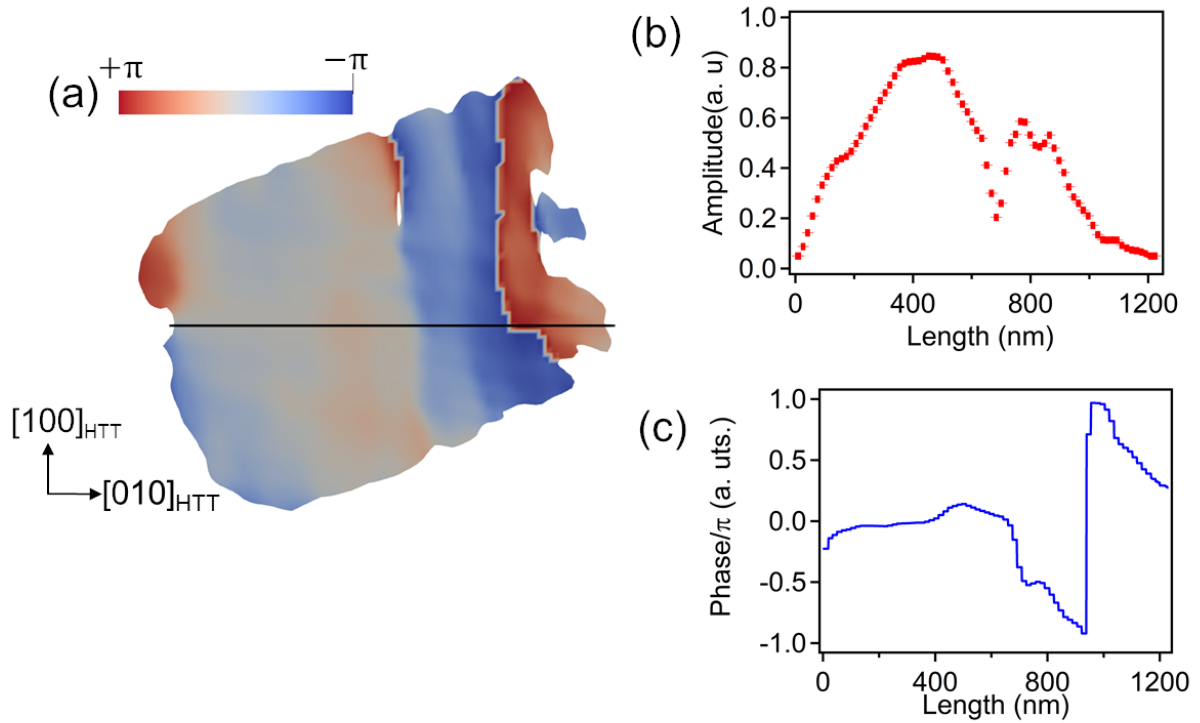 (a)
+π
−π
[100]HTT
[010]HTT
(b)
Amplitude(a. u)
1.0
0.8
0.6
0.4
0.2
0.0
0
400
800
1200
Length (nm)
(c)
Phase/π (a. uts.)
1.0
0.5
0.0
-0.5
-1.0
0
400
800
1200
Length (nm)